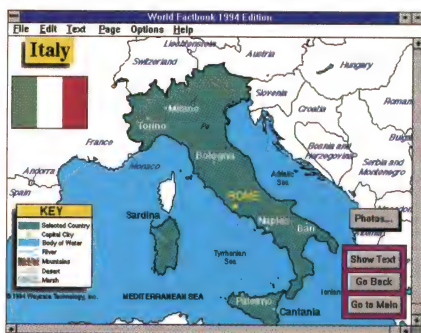 World Factbook 1994 Edition
File Edit Text Page Options Help
Italy
Liechtenstein
Austria
Switzerland
Hungary
Slovenia
Croatia
Milano
Torino
Po
France
Monaco
Bologna
Bosnia and
Herzegovina
Serbia and
Montenegro
Andorra
Spain
Adriatic
Sea
ROME
Photos...
KEY
Selected Country
Capital City
Body of Water
River
Mountains
Desert
Marsh
Sardina
Naples
Bari
Show Text
Tyrrhenian
Sea
Go Back
Go to Main
MEDITERRANEAN SEA
Palermo
Cantania